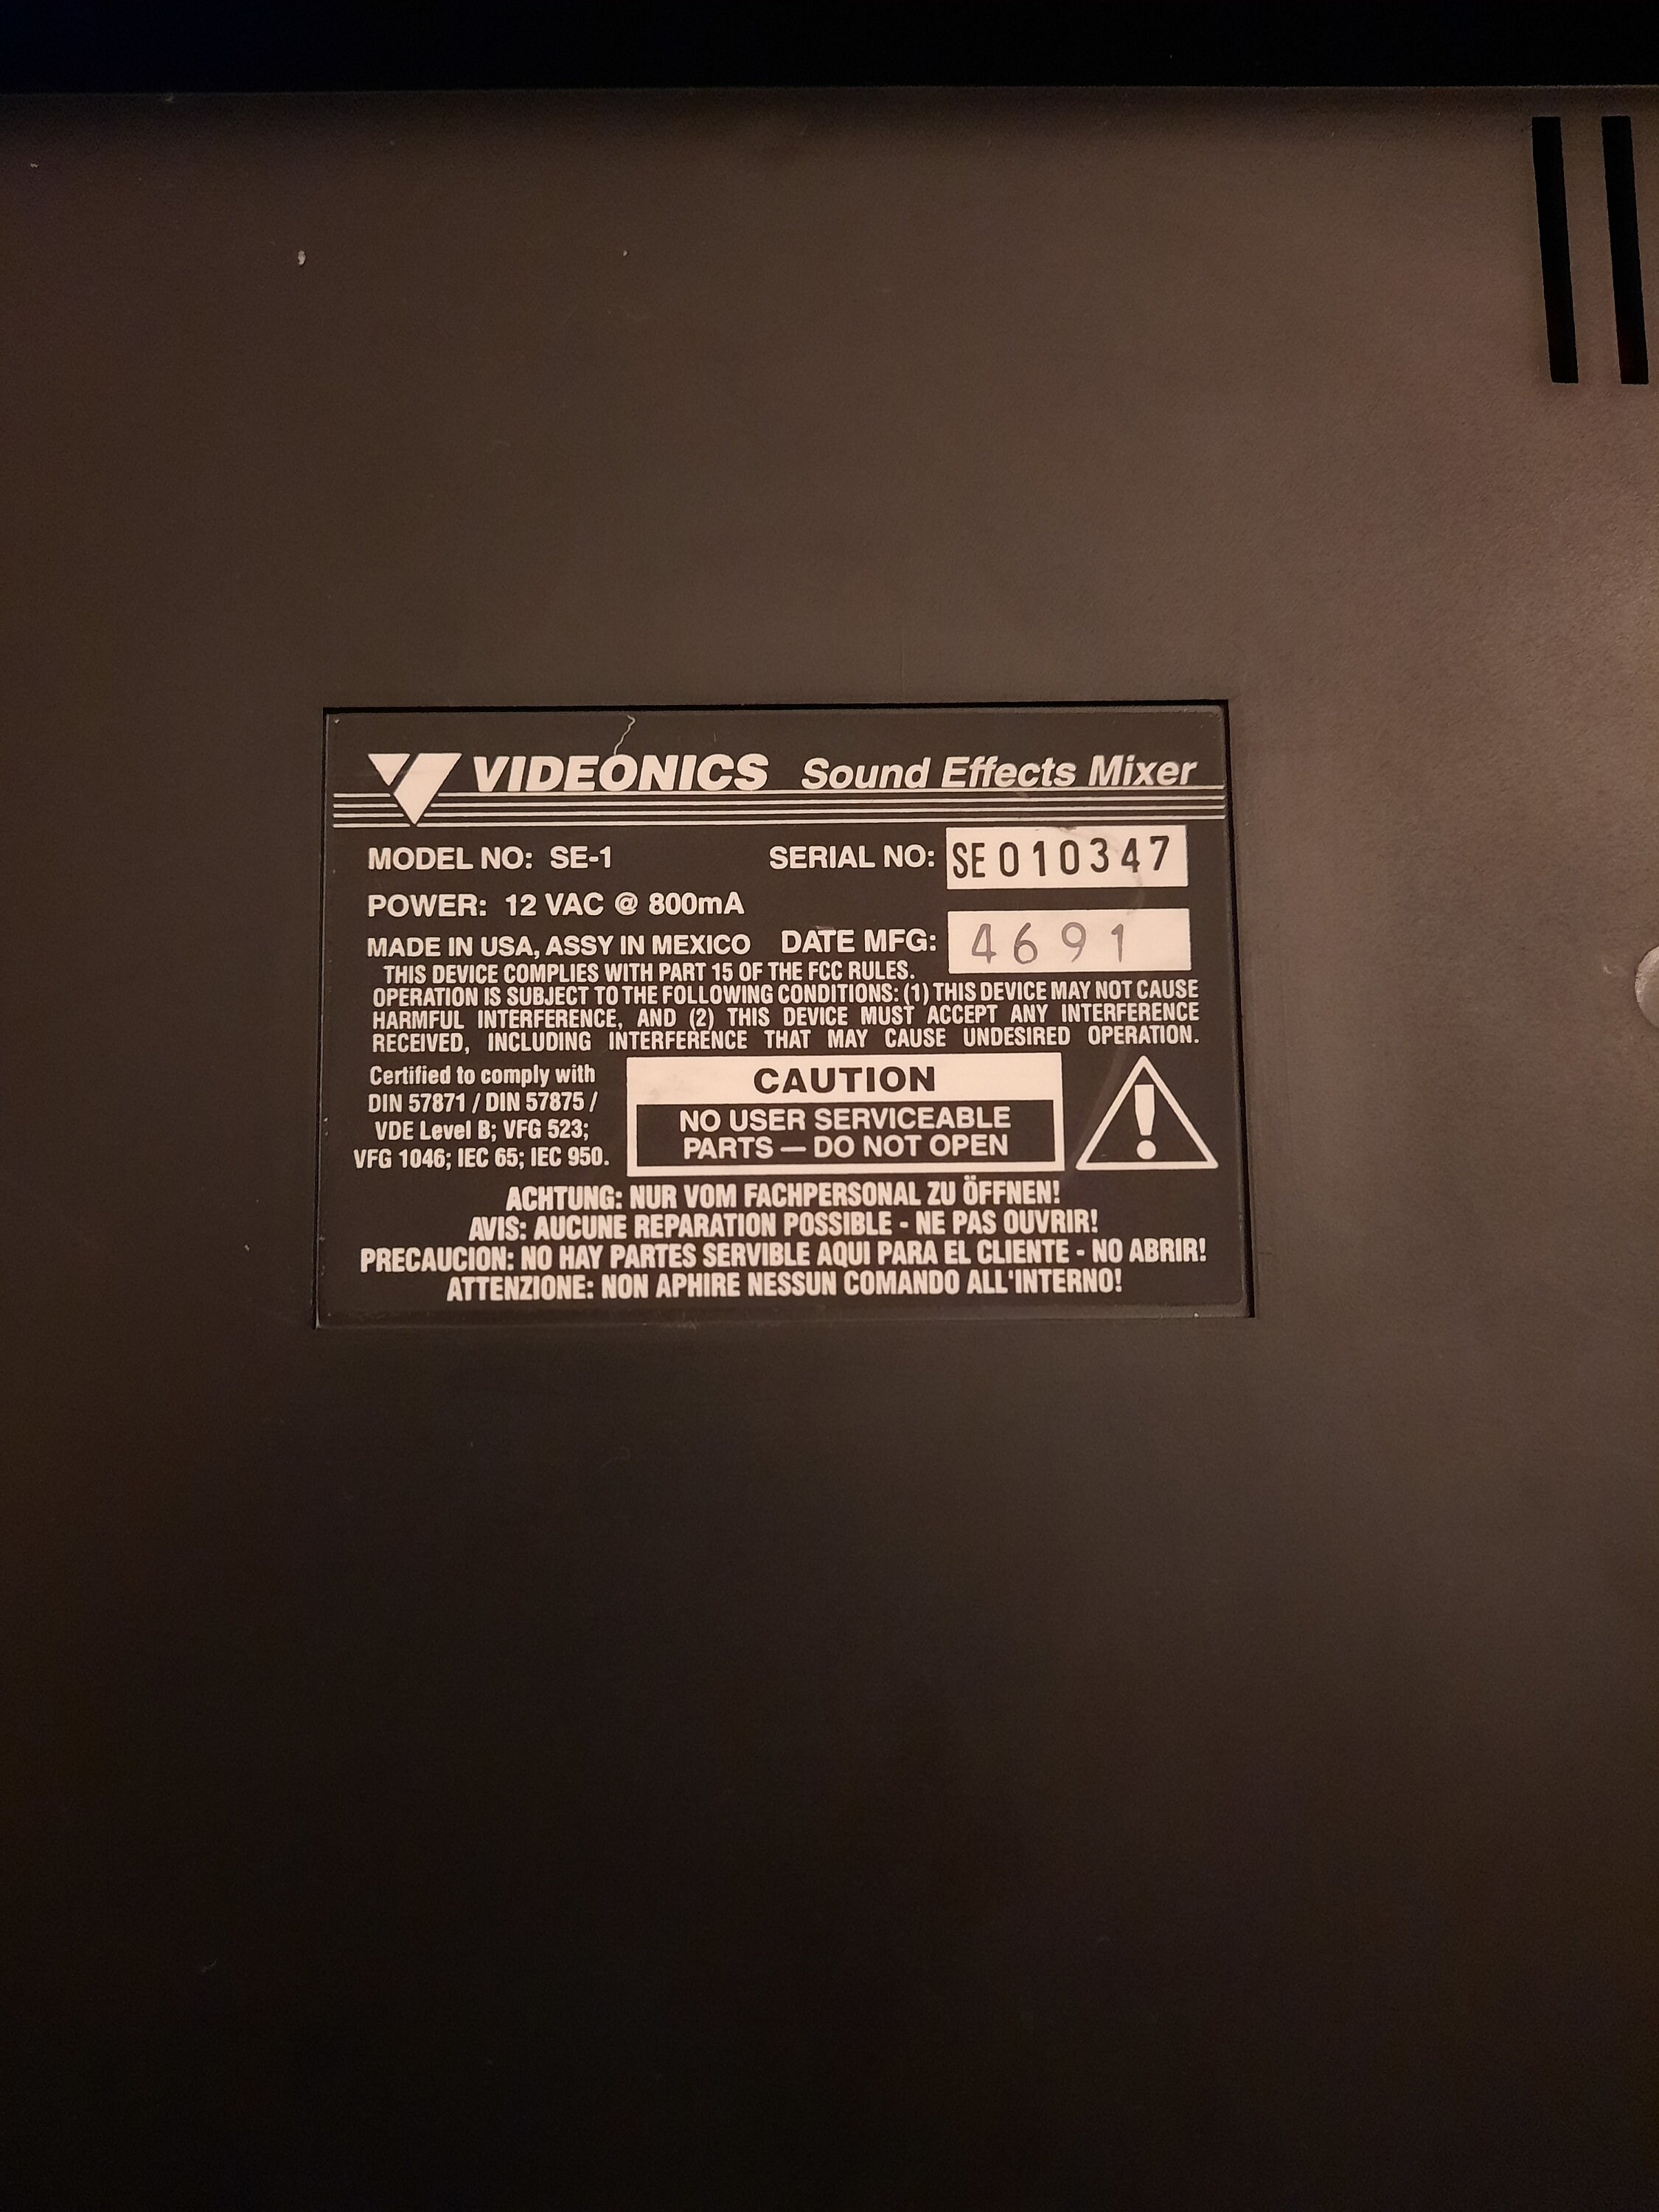 VIDEONICS Sound Effects Mixer
MODEL NO: SE-1 SERIAL NO: SE010347
POWER: 12 VAC @ 800mA
MADE IN USA, ASSY IN MEXICO DATE MFG: 4691
THIS DEVICE COMPLIES WITH PART 15 OF THE FCC RULES.
OPERATION IS SUBJECT TO THE FOLLOWING CONDITIONS: (1) THIS DEVICE MAY NOT CAUSE
HARMFUL INTERFERENCE, AND (2) THIS DEVICE MUST ACCEPT ANY INTERFERENCE
RECEIVED, INCLUDING INTERFERENCE THAT MAY CAUSE UNDESIRED OPERATION.
Certified to comply with
DIN 57871 / DIN 57875 /
VDE Level B; VFG 523;
VFG 1046; IEC 65; IEC 950.
CAUTION
NO USER SERVICEABLE
PARTS — DO NOT OPEN
ACHTUNG: NUR VOM FACHPERSONAL ZU ÖFFNEN!
AVIS: AUCUNE REPARATION POSSIBLE - NE PAS OUVRIR!
PRECAUCION: NO HAY PARTES SERVIBLE AQUI PARA EL CLIENTE - NO ABRIR!
ATTENZIONE: NON APHIRE NESSUN COMANDO ALL'INTERNO!